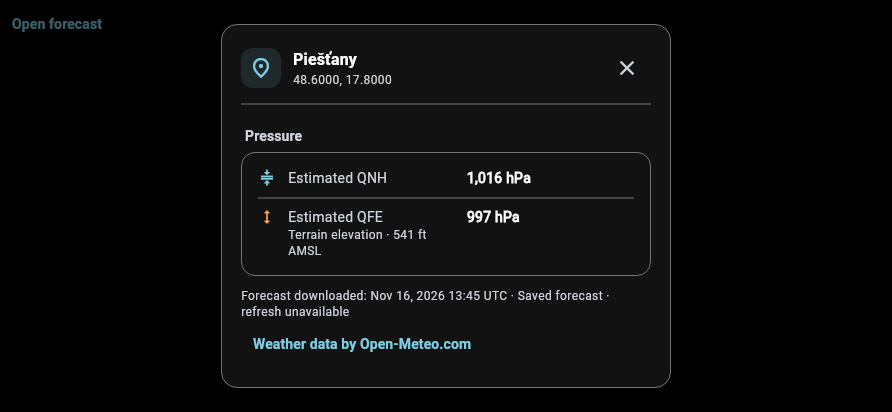 Open forecast
Piešťany
48.6000, 17.8000
Pressure
Estimated QNH
1,016 hPa
Estimated QFE
997 hPa
Terrain elevation · 541 ft
AMSL
Forecast downloaded: Nov 16, 2026 13:45 UTC · Saved forecast ·
refresh unavailable
Weather data by Open-Meteo.com